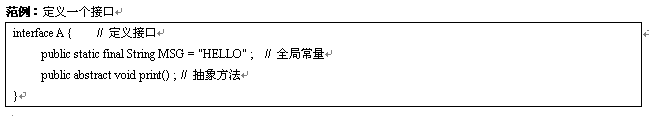 范例：定义一个接口
interface A {        // 定义接口
public static final String MSG = "HELLO" ;   // 全局常量
public abstract void print() ; // 抽象方法
}